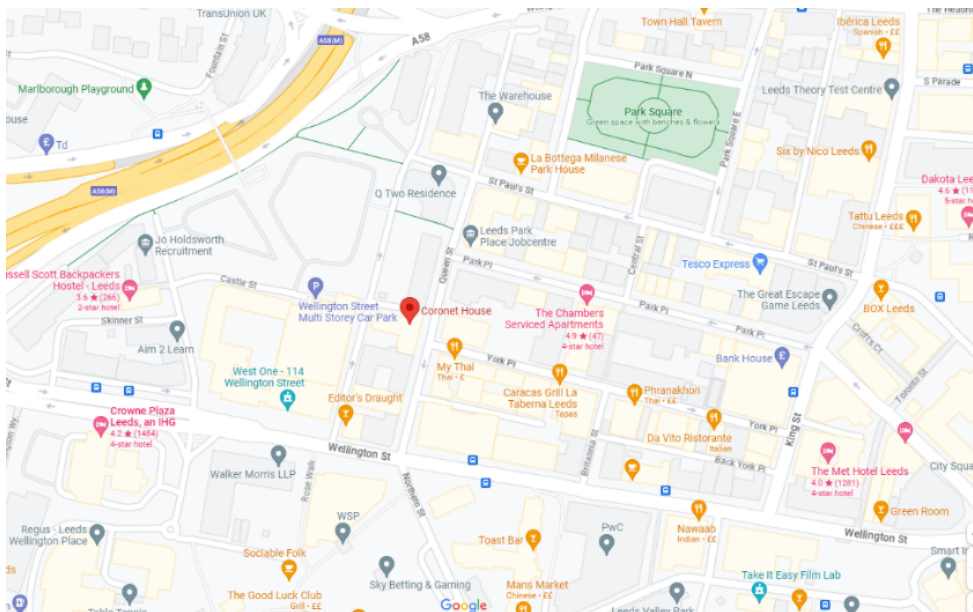 TransUnion UK
A58(M)
A58
Town Hall Tavern
Ibérica Leeds
Spanish • ££
Fountain St
Park Square N
S Parade
Marlborough Playground
The Warehouse
Leeds Theory Test Centre
Park Square
Green space with benches & flowers
Park Square E
Td
La Bottega Milanese
Park House
Six by Nico Leeds
A58(M)
Q Two Residence
St Paul's St
Dakota Lee
4.6 ★ (11
5-star h
Tattu Leeds
Chinese • £££
Jo Holdsworth
Recruitment
Leeds Park
Place Jobcentre
Queen St
Central St
Park Pl
Tesco Express
St Paul's St
ssell Scott Backpackers
Hostel - Leeds
3.6 ★ (266)
2-star hotel
Castle St
Wellington Street
Multi Storey Car Park
Coronet House
The Chambers
Serviced Apartments
4.9 ★ (47)
4-star hotel
Park Pl
The Great Escape
Game Leeds
BOX Leeds
Skinner St
Park Pl
Crofts Ct
Aim 2 Learn
York Pl
Bank House
My Thai
Thai • £
West One - 114
Wellington Street
Caracas Grill La
Taberna Leeds
Tapas
Phranakhon
Thai • ££
Toronto St
Editor's Draught
Crowne Plaza
Leeds, an IHG
4.2 ★ (1484)
4-star hotel
Da Vito Ristorante
Italian
York Pl
King St
Wellington St
Britannia St
Back York Pl
Walker Morris LLP
Rose Walk
Northern St
The Met Hotel Leeds
4.0 ★ (1281)
4-star hotel
City Squa
WSP
Green Room
Regus - Leeds
Wellington Place
Toast Bar
PwC
Nawaab
Indian • ££
Wellington St
Sociable Folk
Smart In
Sky Betting & Gaming
Take It Easy Film Lab
The Good Luck Club
Grill • ££
Mans Market
Chinese • ££
Google
Leeds Valley Park